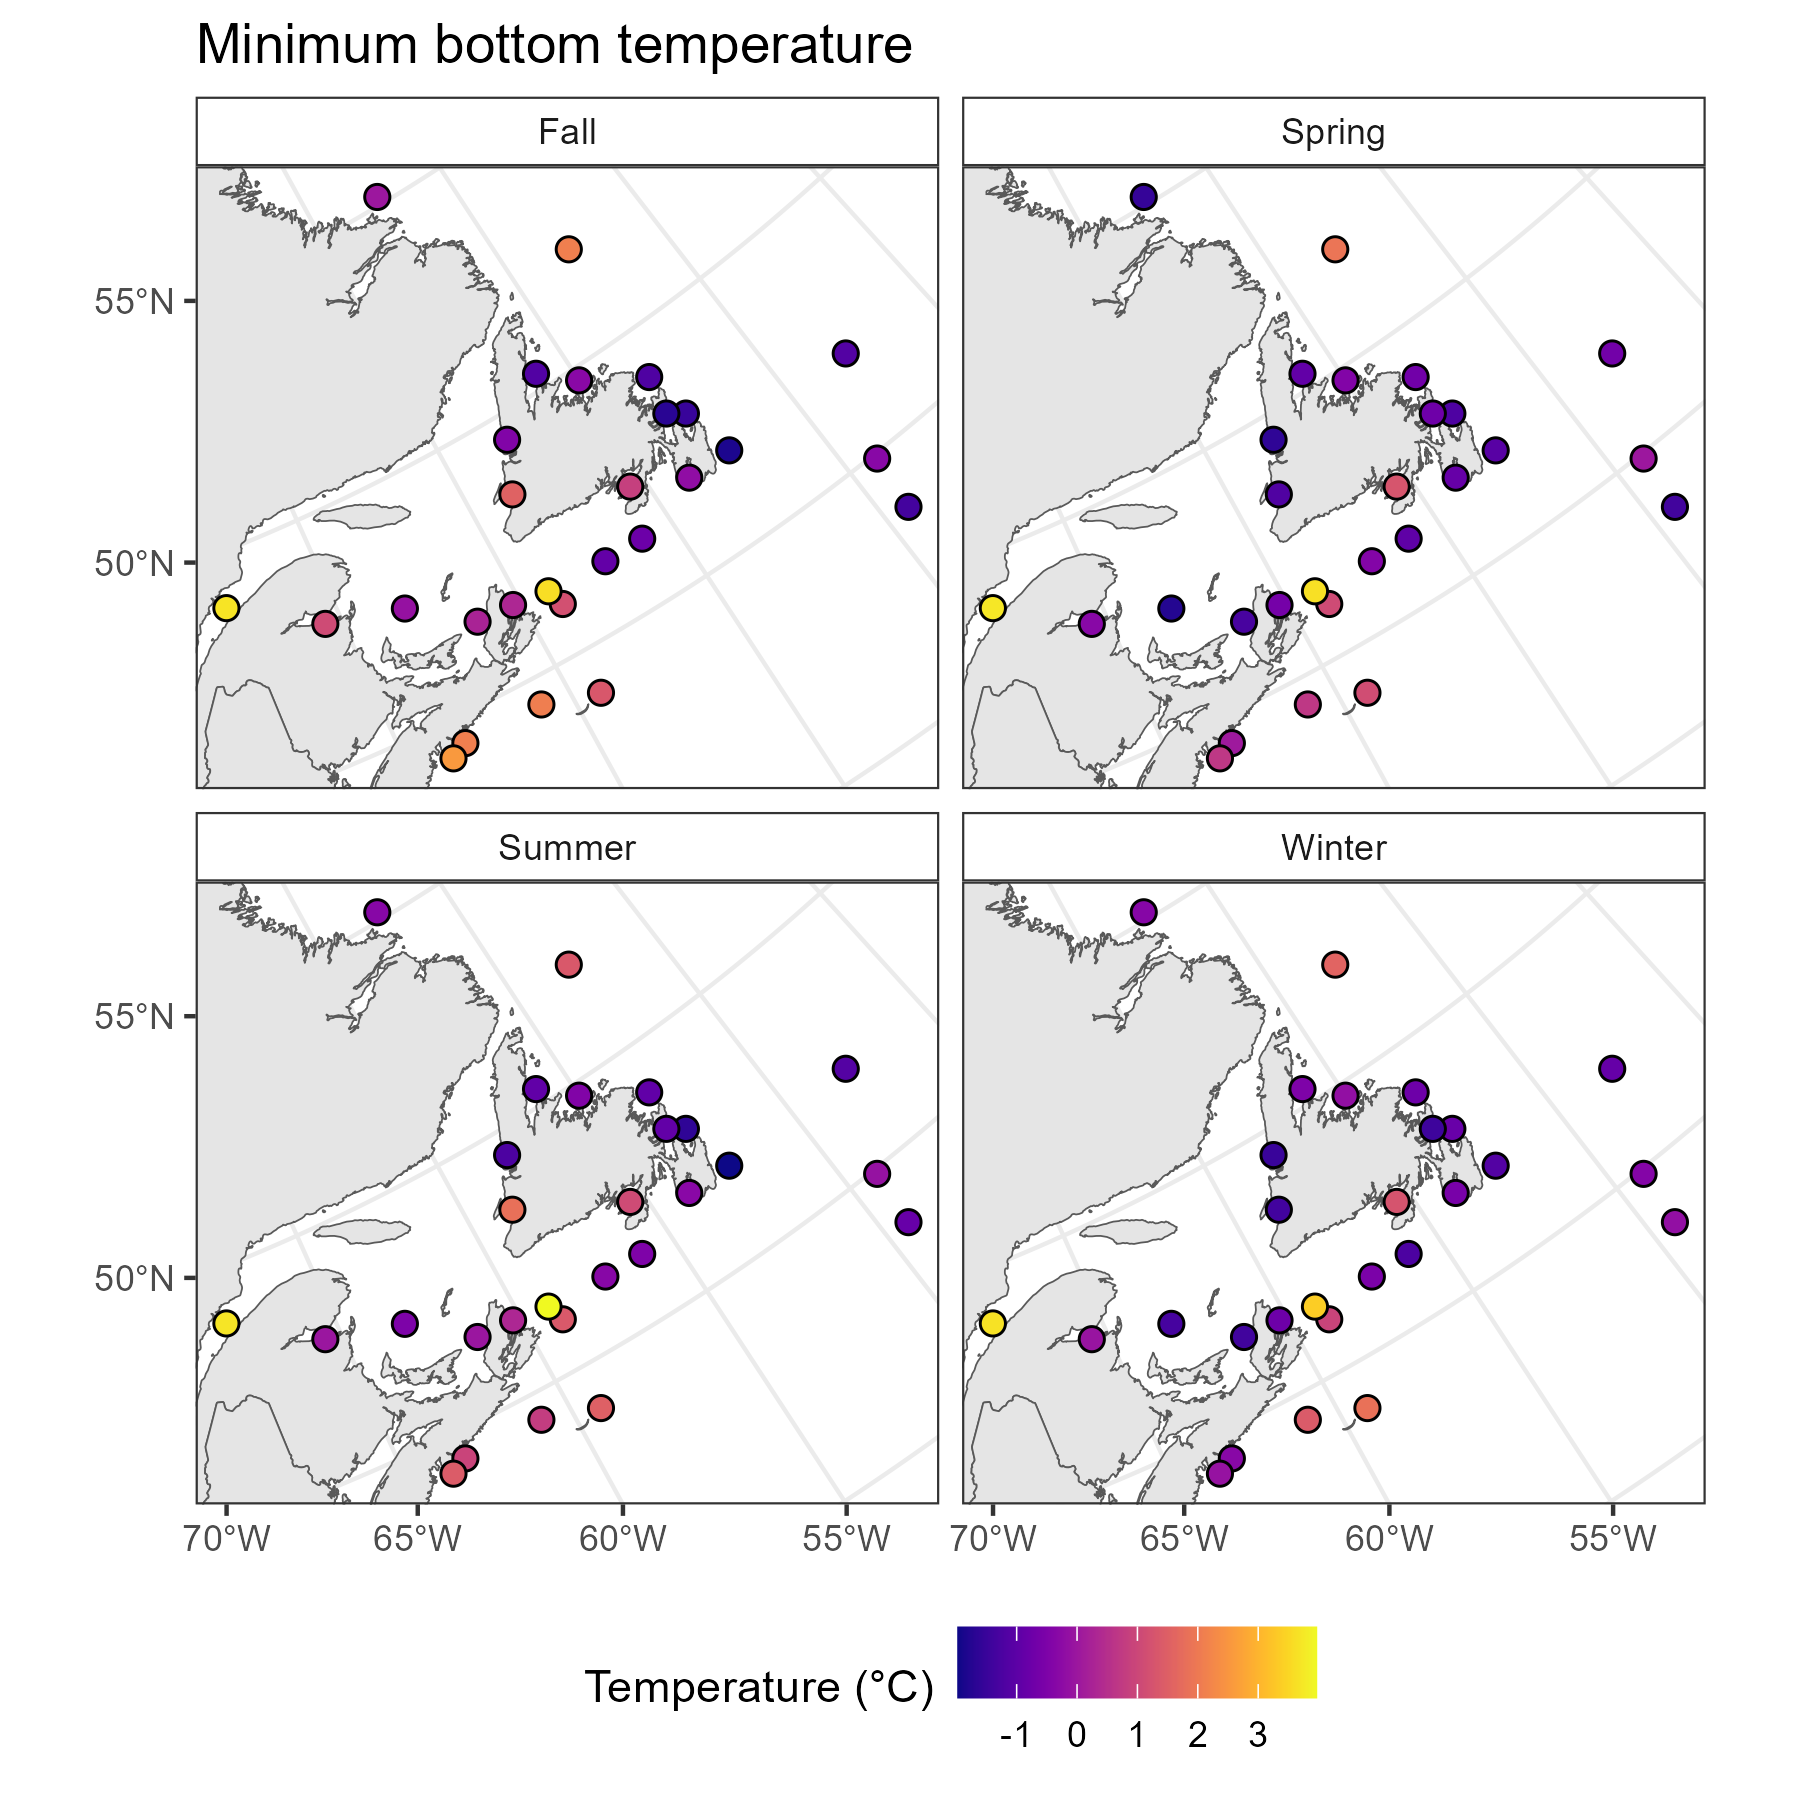 Minimum bottom temperature
Fall
Spring
55°N
50°N
Summer
Winter
55°N
50°N
70°W 65°W 60°W 55°W 70°W 65°W 60°W 55°W
Temperature (°C)
-1 0 1 2 3